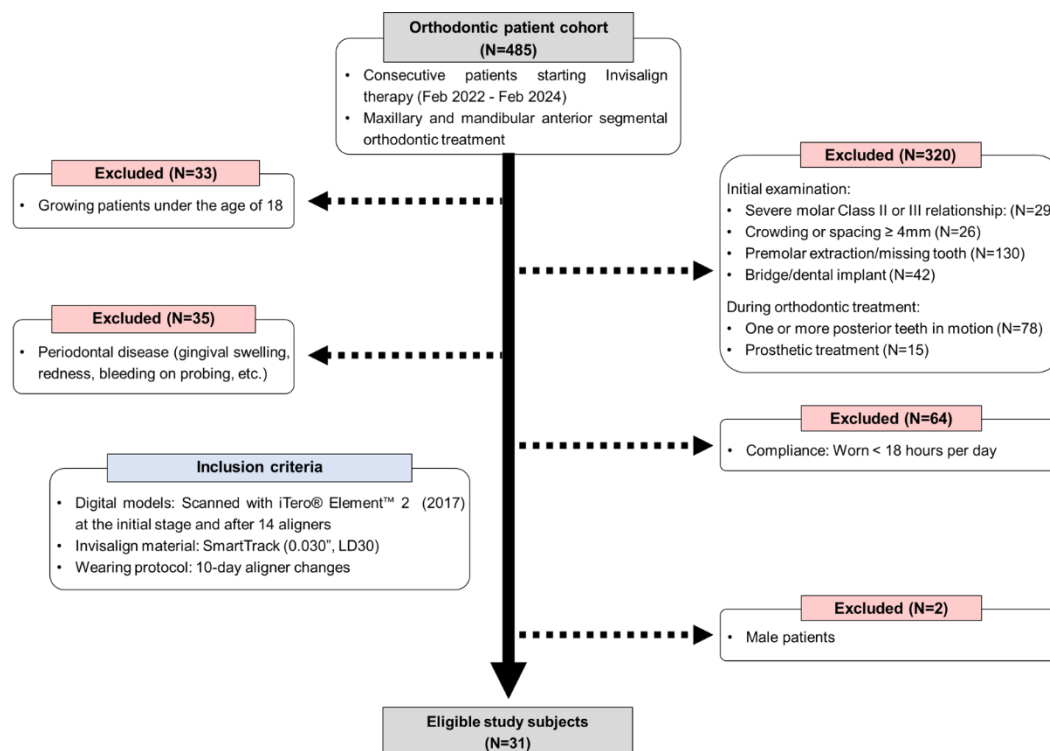 Orthodontic patient cohort
(N=485)
• Consecutive patients starting Invisalign
therapy (Feb 2022 - Feb 2024)
• Maxillary and mandibular anterior segmental
orthodontic treatment
Excluded (N=33)
• Growing patients under the age of 18
Excluded (N=320)
Initial examination:
• Severe molar Class II or III relationship: (N=29
• Crowding or spacing ≥ 4mm (N=26)
• Premolar extraction/missing tooth (N=130)
• Bridge/dental implant (N=42)
During orthodontic treatment:
• One or more posterior teeth in motion (N=78)
• Prosthetic treatment (N=15)
Excluded (N=35)
• Periodontal disease (gingival swelling,
redness, bleeding on probing, etc.)
Excluded (N=64)
• Compliance: Worn < 18 hours per day
Inclusion criteria
• Digital models: Scanned with iTero® Element™ 2 (2017)
at the initial stage and after 14 aligners
• Invisalign material: SmartTrack (0.030”, LD30)
• Wearing protocol: 10-day aligner changes
Excluded (N=2)
• Male patients
Eligible study subjects
(N=31)